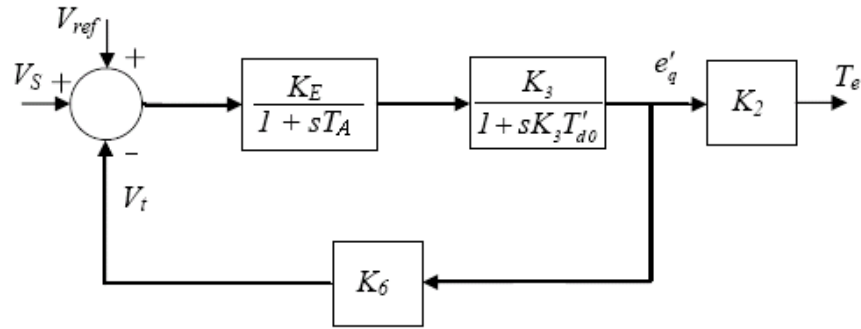 V_ref
V_S
+
+
−
V_t
K_E
1 + sT_A
K_3
1 + sK_3T'_d0
e'_q
K_2
T_e
K_6